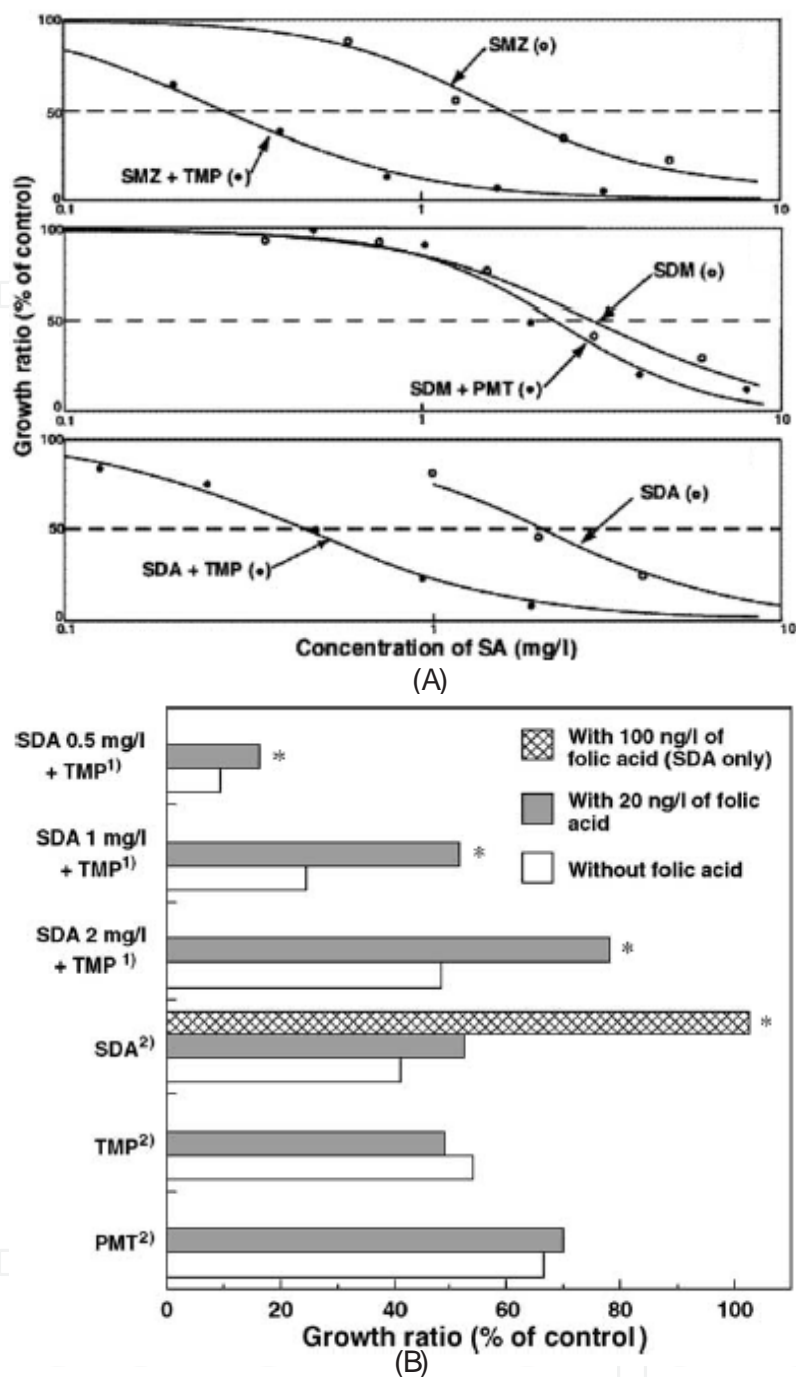 100
50
0
SMZ (o)
SMZ + TMP (•)
0.1
1
10
100
50
0
SDM (o)
SDM + PMT (•)
0.1
1
10
100
50
0
SDA (o)
SDA + TMP (•)
0.1
1
10
Growth ratio (% of control)
Concentration of SA (mg/l)
(A)
SDA 0.5 mg/l
+ TMP1)
SDA 1 mg/l
+ TMP1)
SDA 2 mg/l
+ TMP 1)
SDA2)
TMP2)
PMT2)
*
*
*
*
With 100 ng/l of
folic acid (SDA only)
With 20 ng/l of folic
acid
Without folic acid
0 20 40 60 80 100
Growth ratio (% of control)
(B)